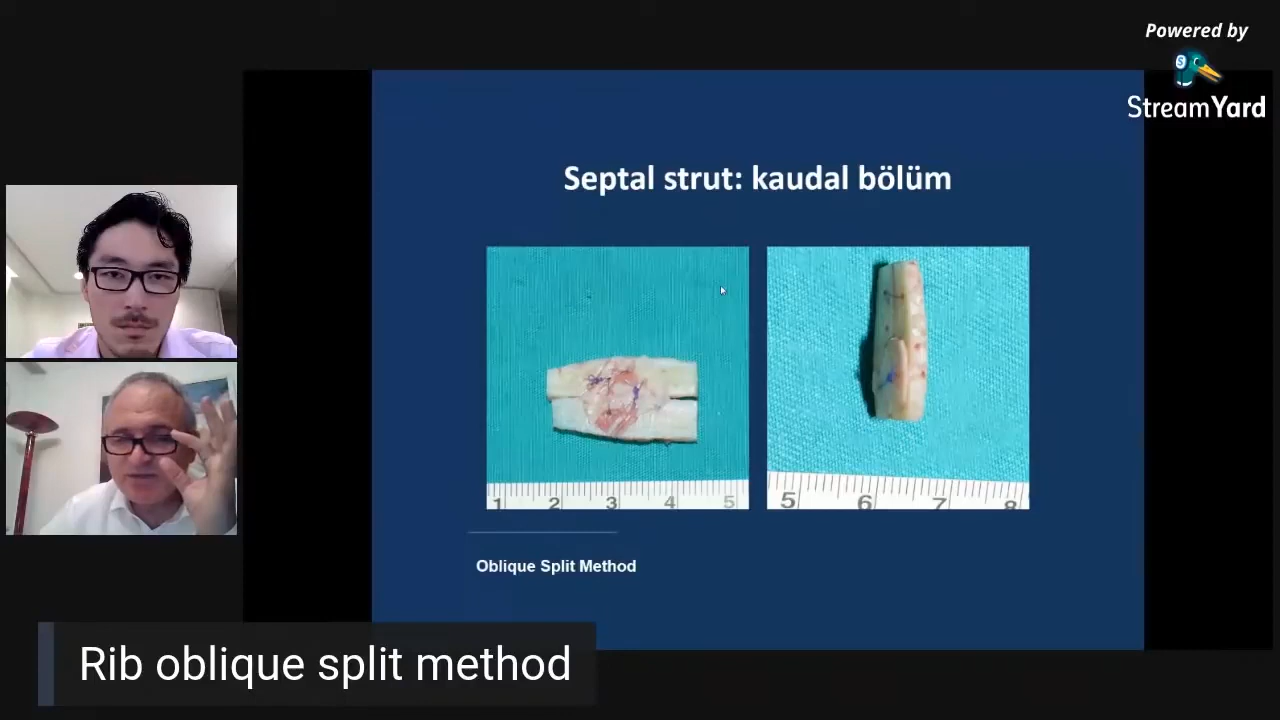 Powered by
StreamYard
Septal strut: kaudal bölüm
1 2 3 4 5
5 6 7 8
Oblique Split Method
Rib oblique split method